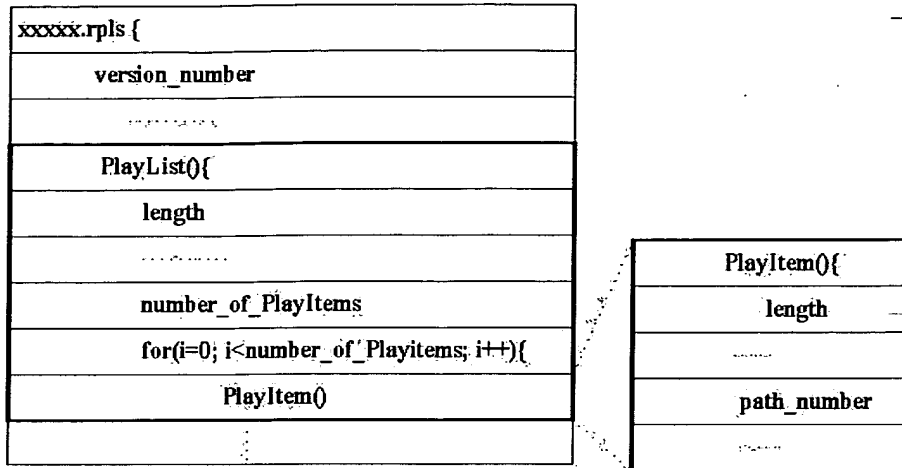 xxxxx.rpls {
version_number
PlayList(){
length
number_of_PlayItems
for(i=0; i<number_of_Playitems; i++){
PlayItem()
PlayItem(){
length
path_number